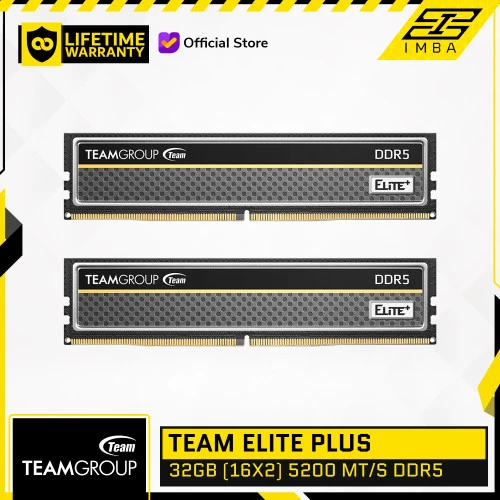 LIFETIME
WARRANTY
Official Store
IMBA
TEAMGROUP Team
DDR5
ELITE+
TEAMGROUP Team
DDR5
ELITE+
Team
TEAMGROUP
TEAM ELITE PLUS
32GB (16X2) 5200 MT/S DDR5